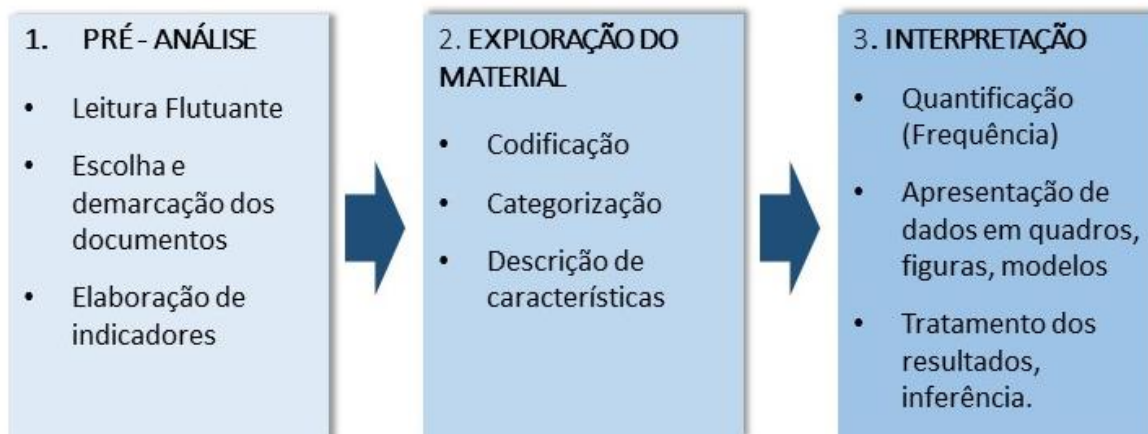 1. PRÉ - ANÁLISE
• Leitura Flutuante
• Escolha e
demarcação dos
documentos
• Elaboração de
indicadores
2. EXPLORAÇÃO DO
MATERIAL
• Codificação
• Categorização
• Descrição de
característícas
3. INTERPRETAÇÃO
• Quantificação
(Frequência)
• Apresentação de
dados em quadros,
figuras, modelos
• Tratamento dos
resultados,
inferência.